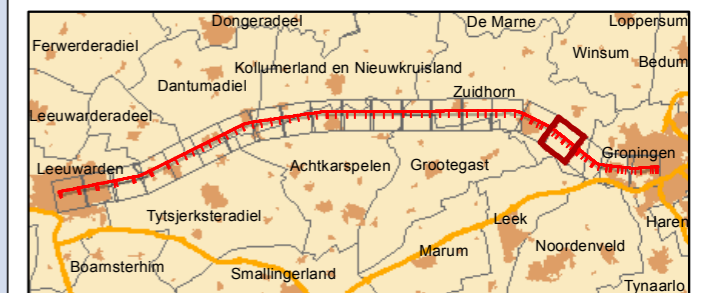 Dongeradeel
De Marne
Loppersum
Ferwerderadiel
Winsum
Bedum
Kollumerland en Nieuwkruisland
Dantumadiel
Zuidhorn
Leeuwarderadeel
Groningen
Leeuwarden
Achtkarspelen
Grootegast
Tytsjerksteradiel
Leek
Haren
Noordenveld
Marum
Boarnsterhim
Smallingerland
Tynaarlo